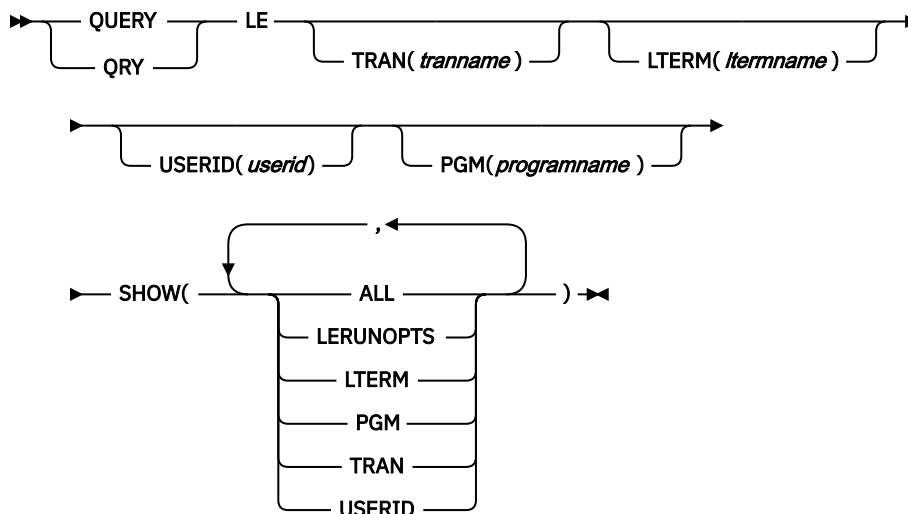 QUERY LE
QRY TRAN( tranname ) LTERM( ltermname )
USERID( userid) PGM( programname )
,
SHOW( ALL )
LERUNOPTS
LTERM
PGM
TRAN
USERID